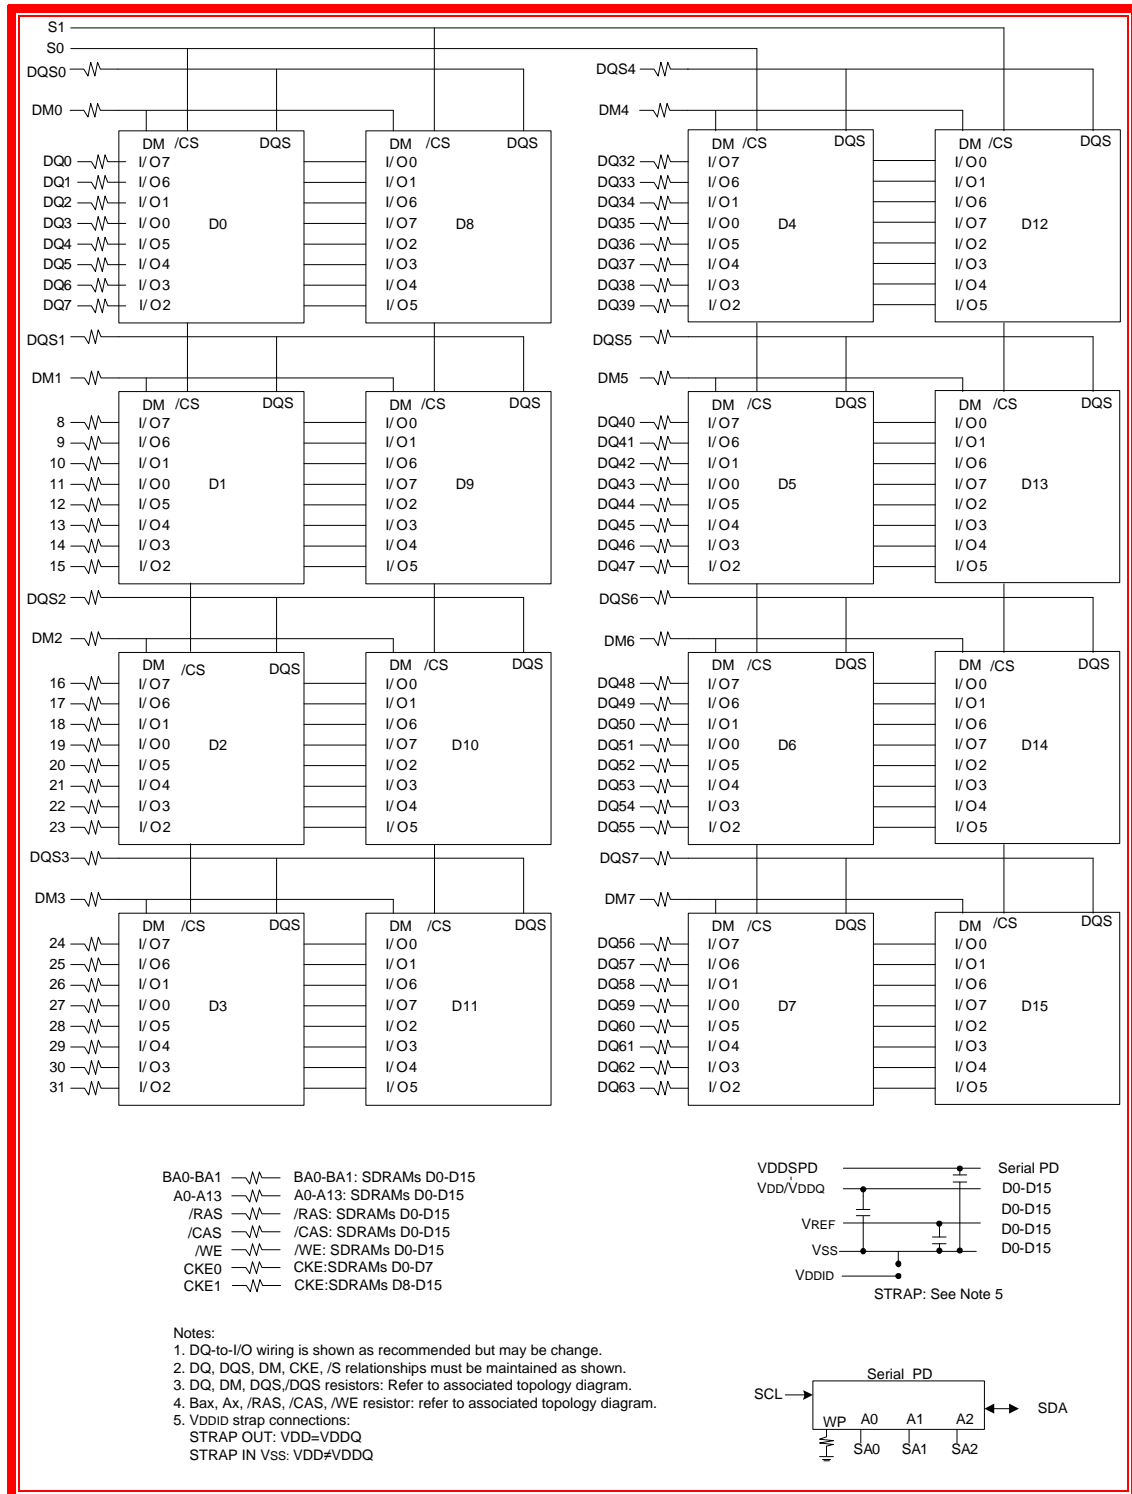 S1
S0
DQS0
DM0
DM /CS DQS
DQ0 I/O7
DQ1 I/O6
DQ2 I/O1
DQ3 I/O0 D0
DQ4 I/O5
DQ5 I/O4
DQ6 I/O3
DQ7 I/O2
DM /CS DQS
I/O0
I/O1
I/O6
I/O7 D8
I/O2
I/O3
I/O4
I/O5
DQS1
DM1
DM /CS DQS
8 I/O7
9 I/O6
10 I/O1
11 I/O0 D1
12 I/O5
13 I/O4
14 I/O3
15 I/O2
DM /CS DQS
I/O0
I/O1
I/O6
I/O7 D9
I/O2
I/O3
I/O4
I/O5
DQS2
DM2
DM /CS DQS
16 I/O7
17 I/O6
18 I/O1
19 I/O0 D2
20 I/O5
21 I/O4
22 I/O3
23 I/O2
DM /CS DQS
I/O0
I/O1
I/O6
I/O7 D10
I/O2
I/O3
I/O4
I/O5
DQS3
DM3
DM /CS DQS
24 I/O7
25 I/O6
26 I/O1
27 I/O0 D3
28 I/O5
29 I/O4
30 I/O3
31 I/O2
DM /CS DQS
I/O0
I/O1
I/O6
I/O7 D11
I/O2
I/O3
I/O4
I/O5
DQS4
DM4
DM /CS DQS
DQ32 I/O7
DQ33 I/O6
DQ34 I/O1
DQ35 I/O0 D4
DQ36 I/O5
DQ37 I/O4
DQ38 I/O3
DQ39 I/O2
DM /CS DQS
I/O0
I/O1
I/O6
I/O7 D12
I/O2
I/O3
I/O4
I/O5
DQS5
DM5
DM /CS DQS
DQ40 I/O7
DQ41 I/O6
DQ42 I/O1
DQ43 I/O0 D5
DQ44 I/O5
DQ45 I/O4
DQ46 I/O3
DQ47 I/O2
DM /CS DQS
I/O0
I/O1
I/O6
I/O7 D13
I/O2
I/O3
I/O4
I/O5
DQS6
DM6
DM /CS DQS
DQ48 I/O7
DQ49 I/O6
DQ50 I/O1
DQ51 I/O0 D6
DQ52 I/O5
DQ53 I/O4
DQ54 I/O3
DQ55 I/O2
DM /CS DQS
I/O0
I/O1
I/O6
I/O7 D14
I/O2
I/O3
I/O4
I/O5
DQS7
DM7
DM /CS DQS
DQ56 I/O7
DQ57 I/O6
DQ58 I/O1
DQ59 I/O0 D7
DQ60 I/O5
DQ61 I/O4
DQ62 I/O3
DQ63 I/O2
DM /CS DQS
I/O0
I/O1
I/O6
I/O7 D15
I/O2
I/O3
I/O4
I/O5
BA0-BA1 BA0-BA1: SDRAMs D0-D15
A0-A13 A0-A13: SDRAMs D0-D15
/RAS /RAS: SDRAMs D0-D15
/CAS /CAS: SDRAMs D0-D15
/WE /WE: SDRAMs D0-D15
CKE0 CKE:SDRAMs D0-D7
CKE1 CKE:SDRAMs D8-D15
VDDSPD Serial PD
VDD/VDDQ D0-D15
D0-D15
VREF D0-D15
VSS D0-D15
VDDID
STRAP: See Note 5
Notes:
1. DQ-to-I/O wiring is shown as recommended but may be change.
2. DQ, DQS, DM, CKE, /S relationships must be maintained as shown.
3. DQ, DM, DQS,/DQS resistors: Refer to associated topology diagram.
4. Bax, Ax, /RAS, /CAS, /WE resistor: refer to associated topology diagram.
5. VDDID strap connections:
STRAP OUT: VDD=VDDQ
STRAP IN VSS: VDD≠VDDQ
Serial PD
SCL SDA
WP A0 A1 A2
SA0 SA1 SA2